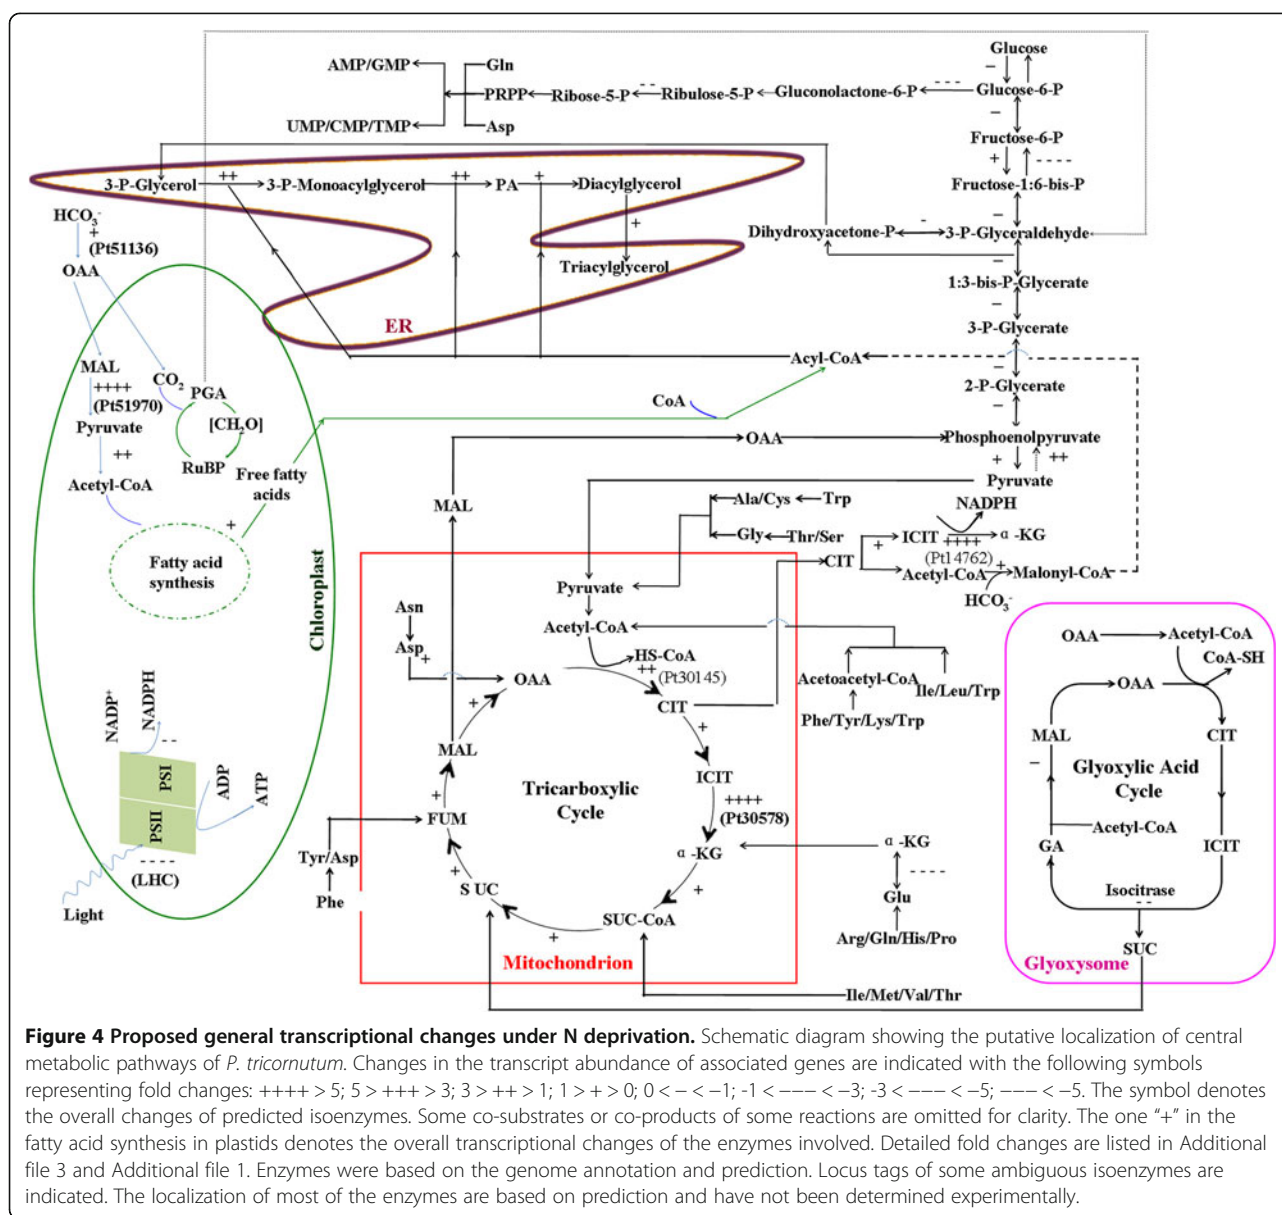 Glucose
−
AMP/GMP
Gln
PRPP
Ribose-5-P
- -
Ribulose-5-P
Gluconolactone-6-P
- - -
Glucose-6-P
−
UMP/CMP/TMP
Asp
Fructose-6-P
+
- - - -
Fructose-1:6-bis-P
−
3-P-Glycerol
++
3-P-Monoacylglycerol
++
PA
+
Diacylglycerol
+
Triacylglycerol
ER
Dihydroxyacetone-P
-
3-P-Glyceraldehyde
−
1:3-bis-P-Glycerate
−
3-P-Glycerate
−
2-P-Glycerate
−
Phosphoenolpyruvate
+
++
Pyruvate
HCO3-
+
(Pt51136)
OAA
MAL
++++
(Pt51970)
Pyruvate
++
Acetyl-CoA
CO2
PGA
[CH2O]
RuBP
Free fatty
acids
+
Fatty acid
synthesis
Chloroplast
Acyl-CoA
CoA
OAA
MAL
NADP+
NADPH
- -
PSI
PSII
ADP
ATP
- - - -
(LHC)
Light
Ala/Cys
Trp
Gly
Thr/Ser
NADPH
CIT
+
ICIT
++++
α-KG
(Pt14762)
Acetyl-CoA
+
Malonyl-CoA
HCO3-
Pyruvate
Asn
Asp
+
Acetyl-CoA
HS-CoA
++
(Pt30145)
OAA
CIT
+
ICIT
++++
(Pt30578)
α-KG
+
SUC-CoA
+
SUC
+
FUM
+
MAL
+
Tricarboxylic
Cycle
Mitochondrion
Tyr/Asp
Phe
Acetoacetyl-CoA
Ile/Leu/Trp
Phe/Tyr/Lys/Trp
α-KG
- - - -
Glu
Arg/Gln/His/Pro
Ile/Met/Val/Thr
OAA
Acetyl-CoA
CoA-SH
OAA
MAL
CIT
−
Glyoxylic Acid
Cycle
Acetyl-CoA
GA
ICIT
Isocitrase
- -
SUC
Glyoxysome
Figure 4 Proposed general transcriptional changes under N deprivation. Schematic diagram showing the putative localization of central
metabolic pathways of P. tricornutum. Changes in the transcript abundance of associated genes are indicated with the following symbols
representing fold changes: ++++ > 5; 5 > +++ > 3; 3 > ++ > 1; 1 > + > 0; 0 < − < −1; -1 < −−− < −3; -3 < −−− < −5; −−− < −5. The symbol denotes
the overall changes of predicted isoenzymes. Some co-substrates or co-products of some reactions are omitted for clarity. The one “+” in the
fatty acid synthesis in plastids denotes the overall transcriptional changes of the enzymes involved. Detailed fold changes are listed in Additional
file 3 and Additional file 1. Enzymes were based on the genome annotation and prediction. Locus tags of some ambiguous isoenzymes are
indicated. The localization of most of the enzymes are based on prediction and have not been determined experimentally.